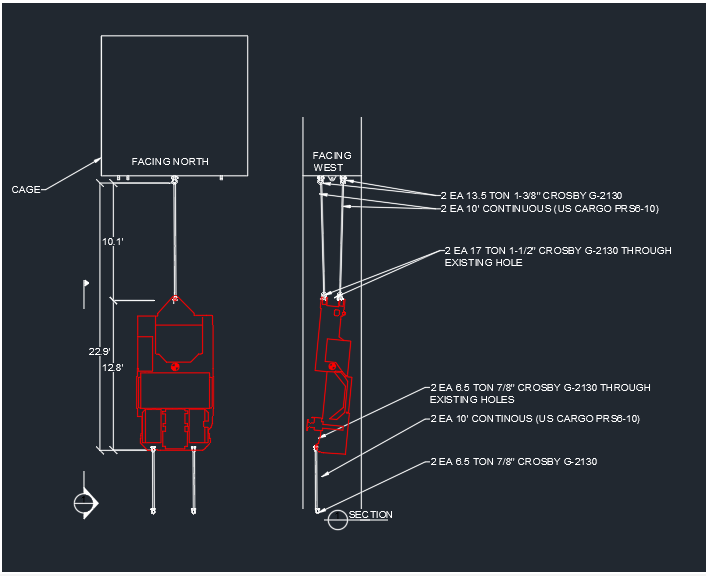 FACING NORTH
FACING
WEST
CAGE
2 EA 13.5 TON 1-3/8" CROSBY G-2130
2 EA 10' CONTINUOUS (US CARGO PRS6-10)
10.1'
2 EA 17 TON 1-1/2" CROSBY G-2130 THROUGH
EXISTING HOLE
22.9'
12.8'
2 EA 6.5 TON 7/8" CROSBY G-2130 THROUGH
EXISTING HOLES
2 EA 10' CONTINOUS (US CARGO PRS6-10)
2 EA 6.5 TON 7/8" CROSBY G-2130
SECTION